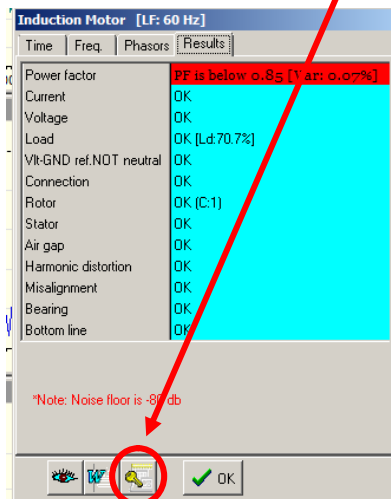 Induction Motor [LF: 60 Hz]
Time Freq. Phasors Results
Power factor PF is below 0.85 [Var: 0.07%]
Current OK
Voltage OK
Load OK [Ld:70.7%]
Vlt-GND ref.NOT neutral OK
Connection OK
Rotor OK (C:1)
Stator OK
Air gap OK
Harmonic distortion OK
Misalignment OK
Bearing OK
Bottom line OK
*Note: Noise floor is -80 db
W OK